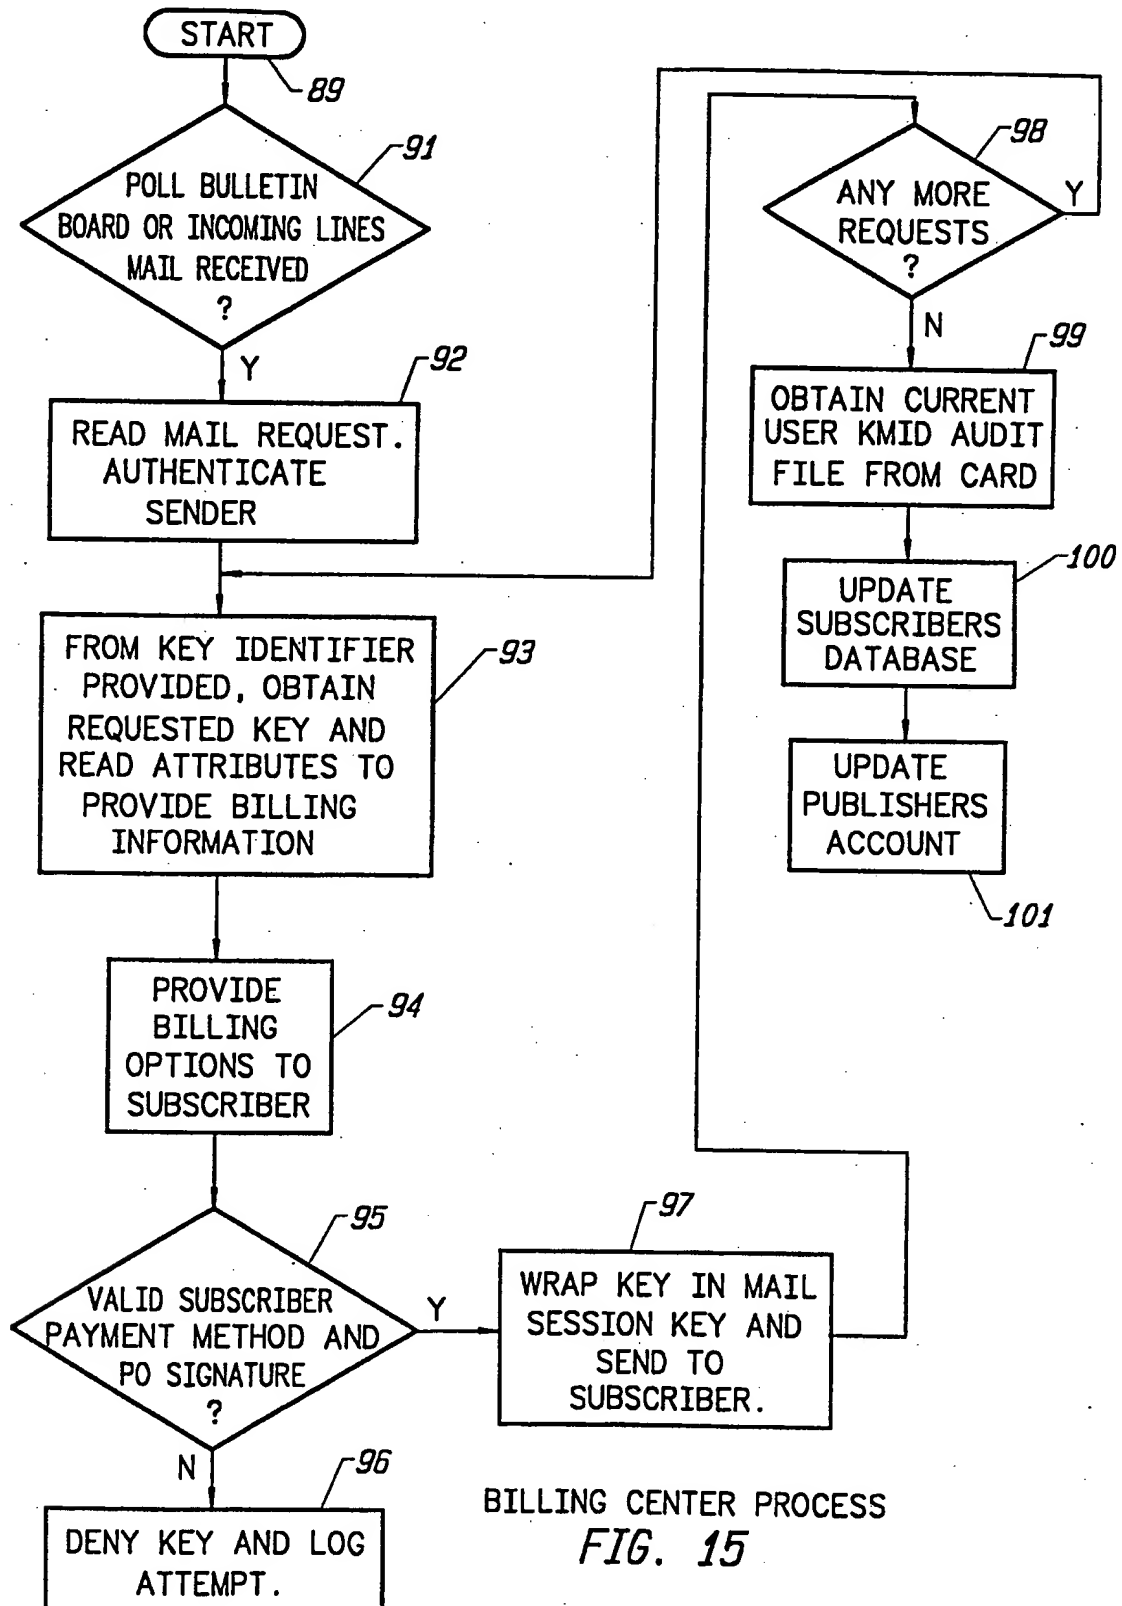 START
89
91
POLL BULLETIN
BOARD OR INCOMING LINES
MAIL RECEIVED
?
Y
92
READ MAIL REQUEST.
AUTHENTICATE
SENDER
93
FROM KEY IDENTIFIER
PROVIDED, OBTAIN
REQUESTED KEY AND
READ ATTRIBUTES TO
PROVIDE BILLING
INFORMATION
94
PROVIDE
BILLING
OPTIONS TO
SUBSCRIBER
95
VALID SUBSCRIBER
PAYMENT METHOD AND
PO SIGNATURE
?
Y
N
96
DENY KEY AND LOG
ATTEMPT.
97
WRAP KEY IN MAIL
SESSION KEY AND
SEND TO
SUBSCRIBER.
98
ANY MORE
REQUESTS
?
Y
N
99
OBTAIN CURRENT
USER KMID AUDIT
FILE FROM CARD
100
UPDATE
SUBSCRIBERS
DATABASE
UPDATE
PUBLISHERS
ACCOUNT
101
BILLING CENTER PROCESS
FIG. 15